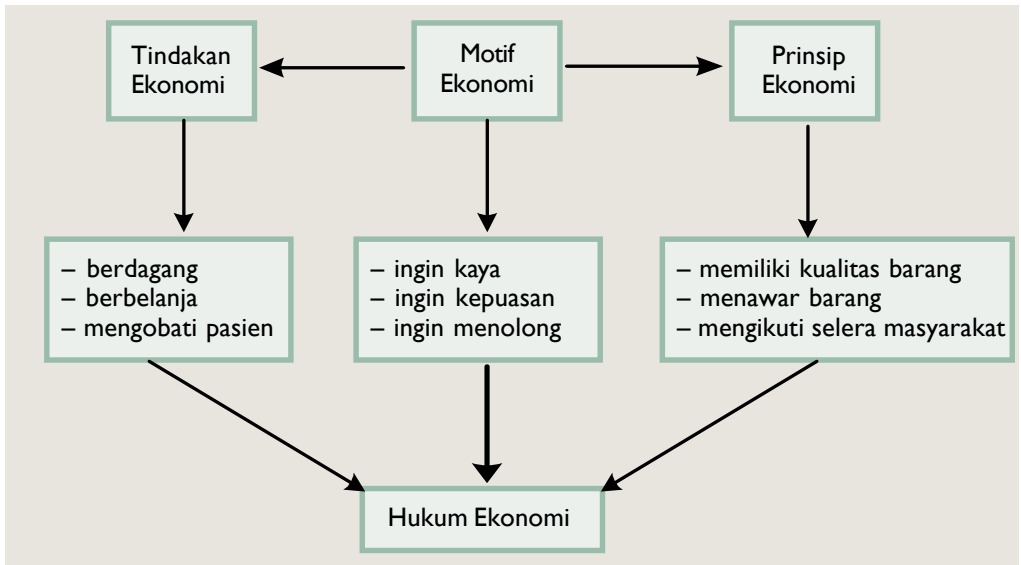 Tindakan
Ekonomi
Motif
Ekonomi
Prinsip
Ekonomi
– berdagang
– berbelanja
– mengobati pasien
– ingin kaya
– ingin kepuasan
– ingin menolong
– memiliki kualitas barang
– menawar barang
– mengikuti selera masyarakat
Hukum Ekonomi